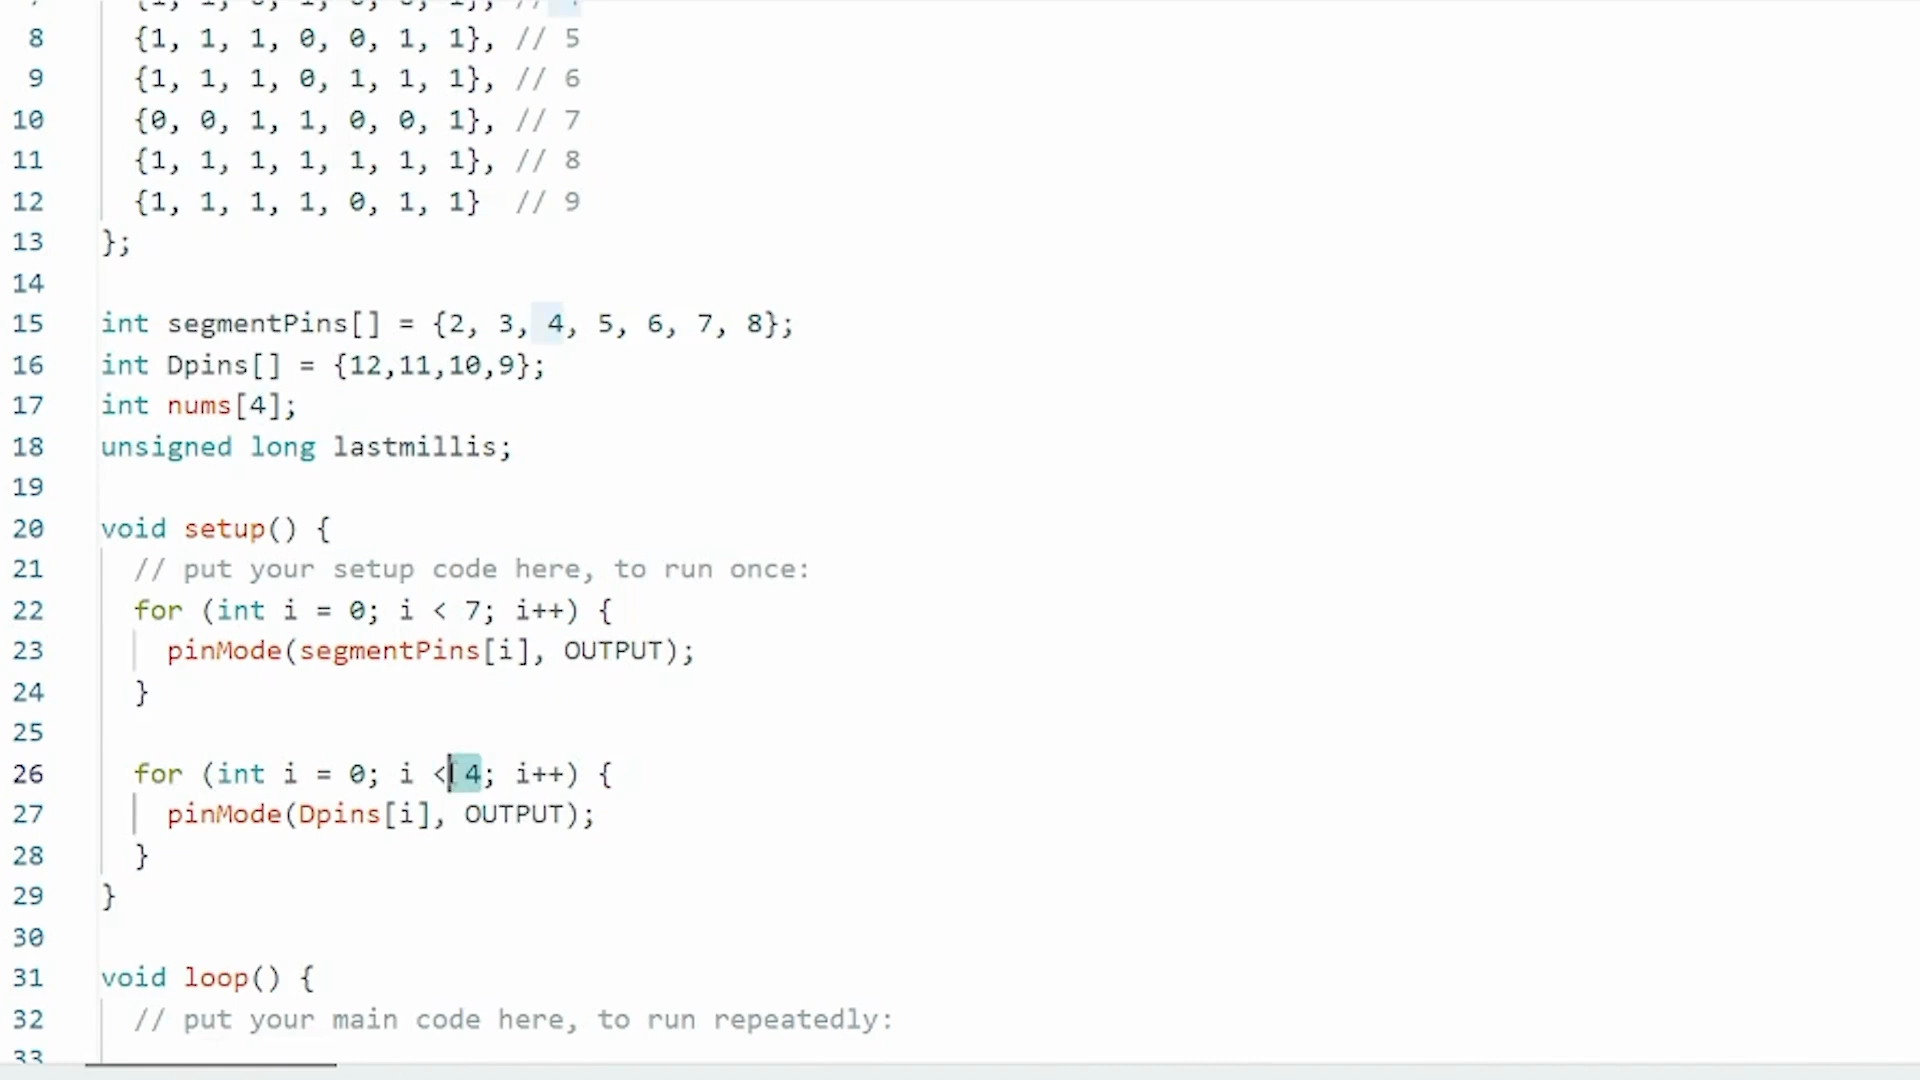 8 {1, 1, 1, 0, 0, 1, 1}, // 5
9 {1, 1, 1, 0, 1, 1, 1}, // 6
10 {0, 0, 1, 1, 0, 0, 1}, // 7
11 {1, 1, 1, 1, 1, 1, 1}, // 8
12 {1, 1, 1, 1, 0, 1, 1} // 9
13 };
14
15 int segmentPins[] = {2, 3, 4, 5, 6, 7, 8};
16 int Dpins[] = {12,11,10,9};
17 int nums[4];
18 unsigned long lastmillis;
19
20 void setup() {
21 // put your setup code here, to run once:
22 for (int i = 0; i < 7; i++) {
23 pinMode(segmentPins[i], OUTPUT);
24 }
25
26 for (int i = 0; i < 4; i++) {
27 pinMode(Dpins[i], OUTPUT);
28 }
29 }
30
31 void loop() {
32 // put your main code here, to run repeatedly:
33